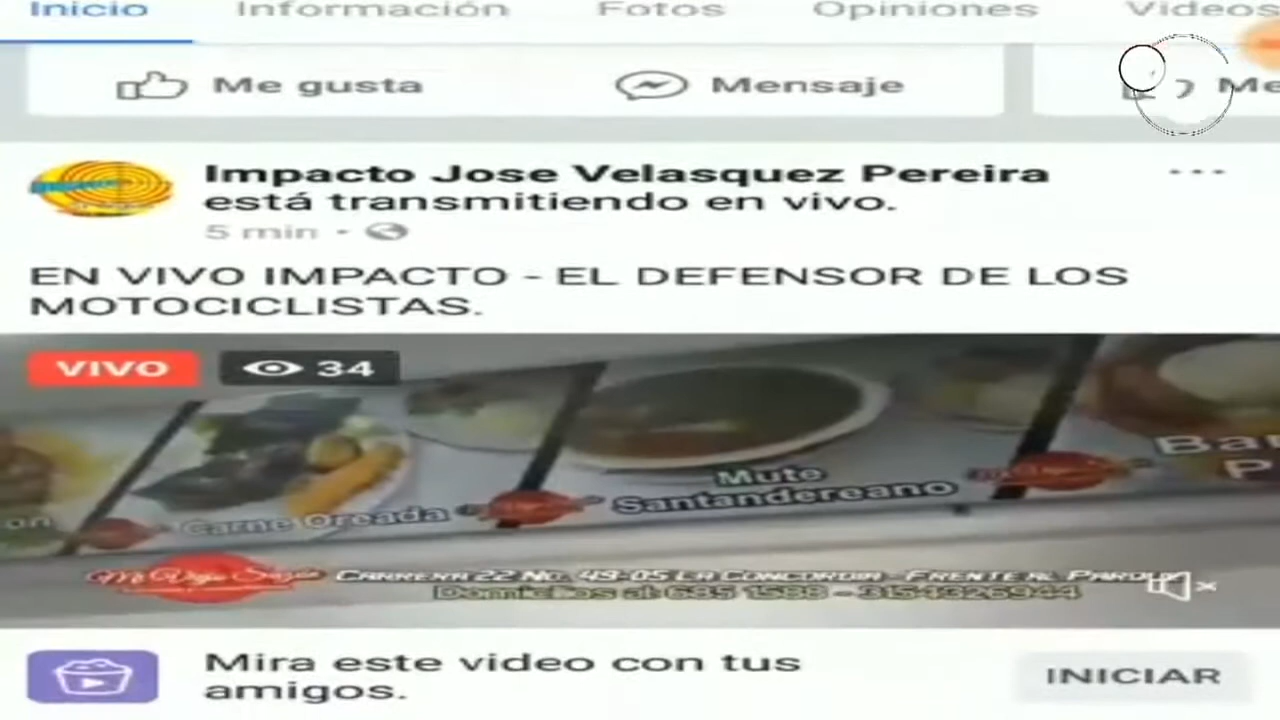 Inicio Información Fotos Opiniones Videos
Me gusta Mensaje Me
Impacto Jose Velasquez Pereira
está transmitiendo en vivo.
5 min
EN VIVO IMPACTO - EL DEFENSOR DE LOS
MOTOCICLISTAS.
VIVO 34
Mute
Santandereano
Carne Oreada
CARRERA 22 NO. 49-05 LA CONCORDIA - FRENTE AL PARQUE
Domicilios al: 685 1588 - 3154326944
Mira este video con tus
amigos.
INICIAR